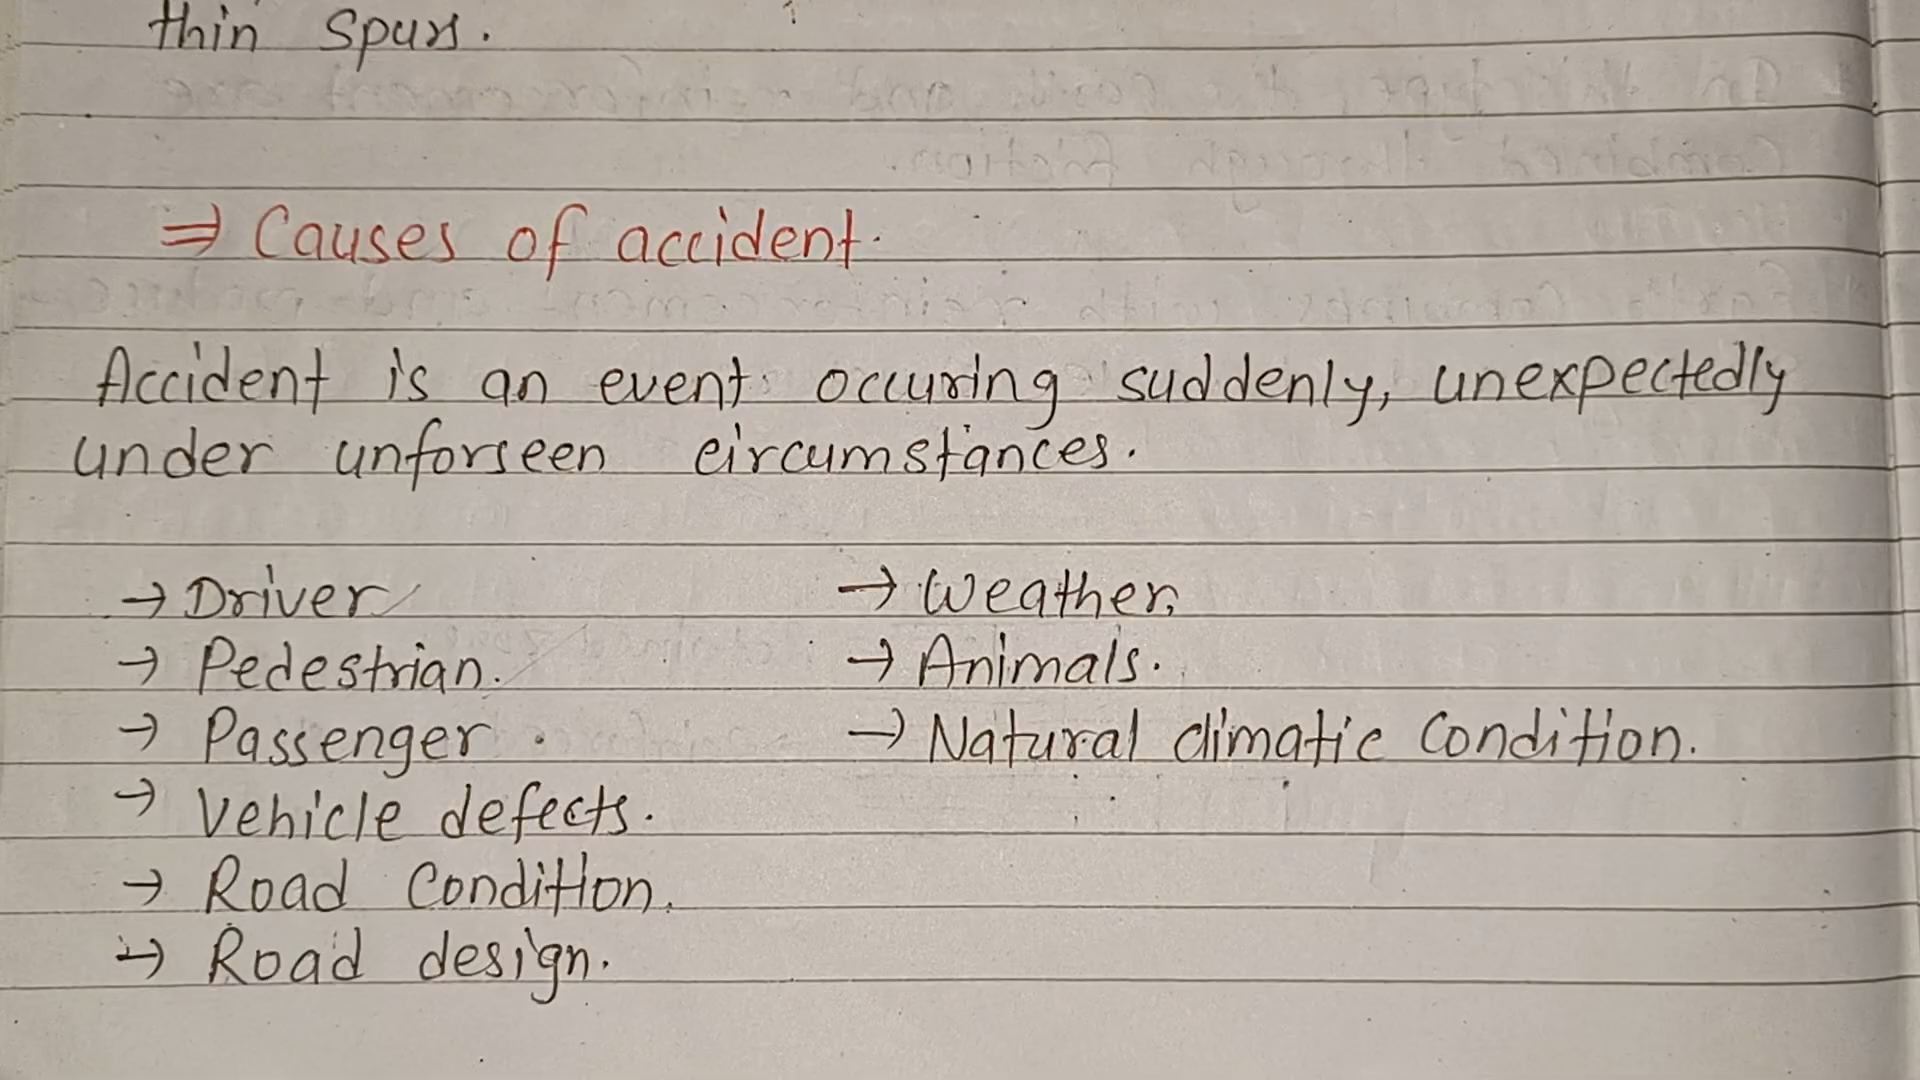 thin spurs.
⇒ Causes of accident.
Accident is an event occuring suddenly, unexpectedly
under unforseen circumstances.
→ Driver
→ Pedestrian.
→ Passenger.
→ Vehicle defects.
→ Road Condition.
→ Road design.
→ Weather,
→ Animals.
→ Natural climatic Condition.